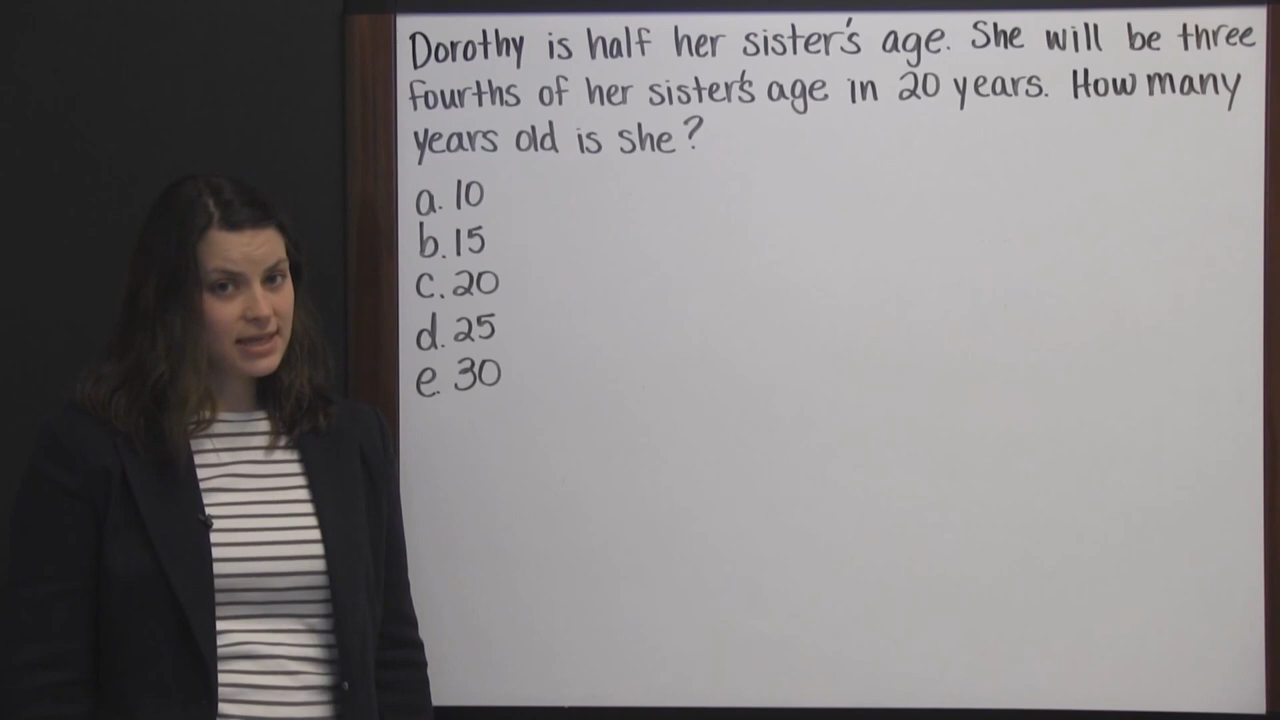 Dorothy is half her sister's age. She will be three
fourths of her sister's age in 20 years. How many
years old is she?
a. 10
b. 15
c. 20
d. 25
e. 30